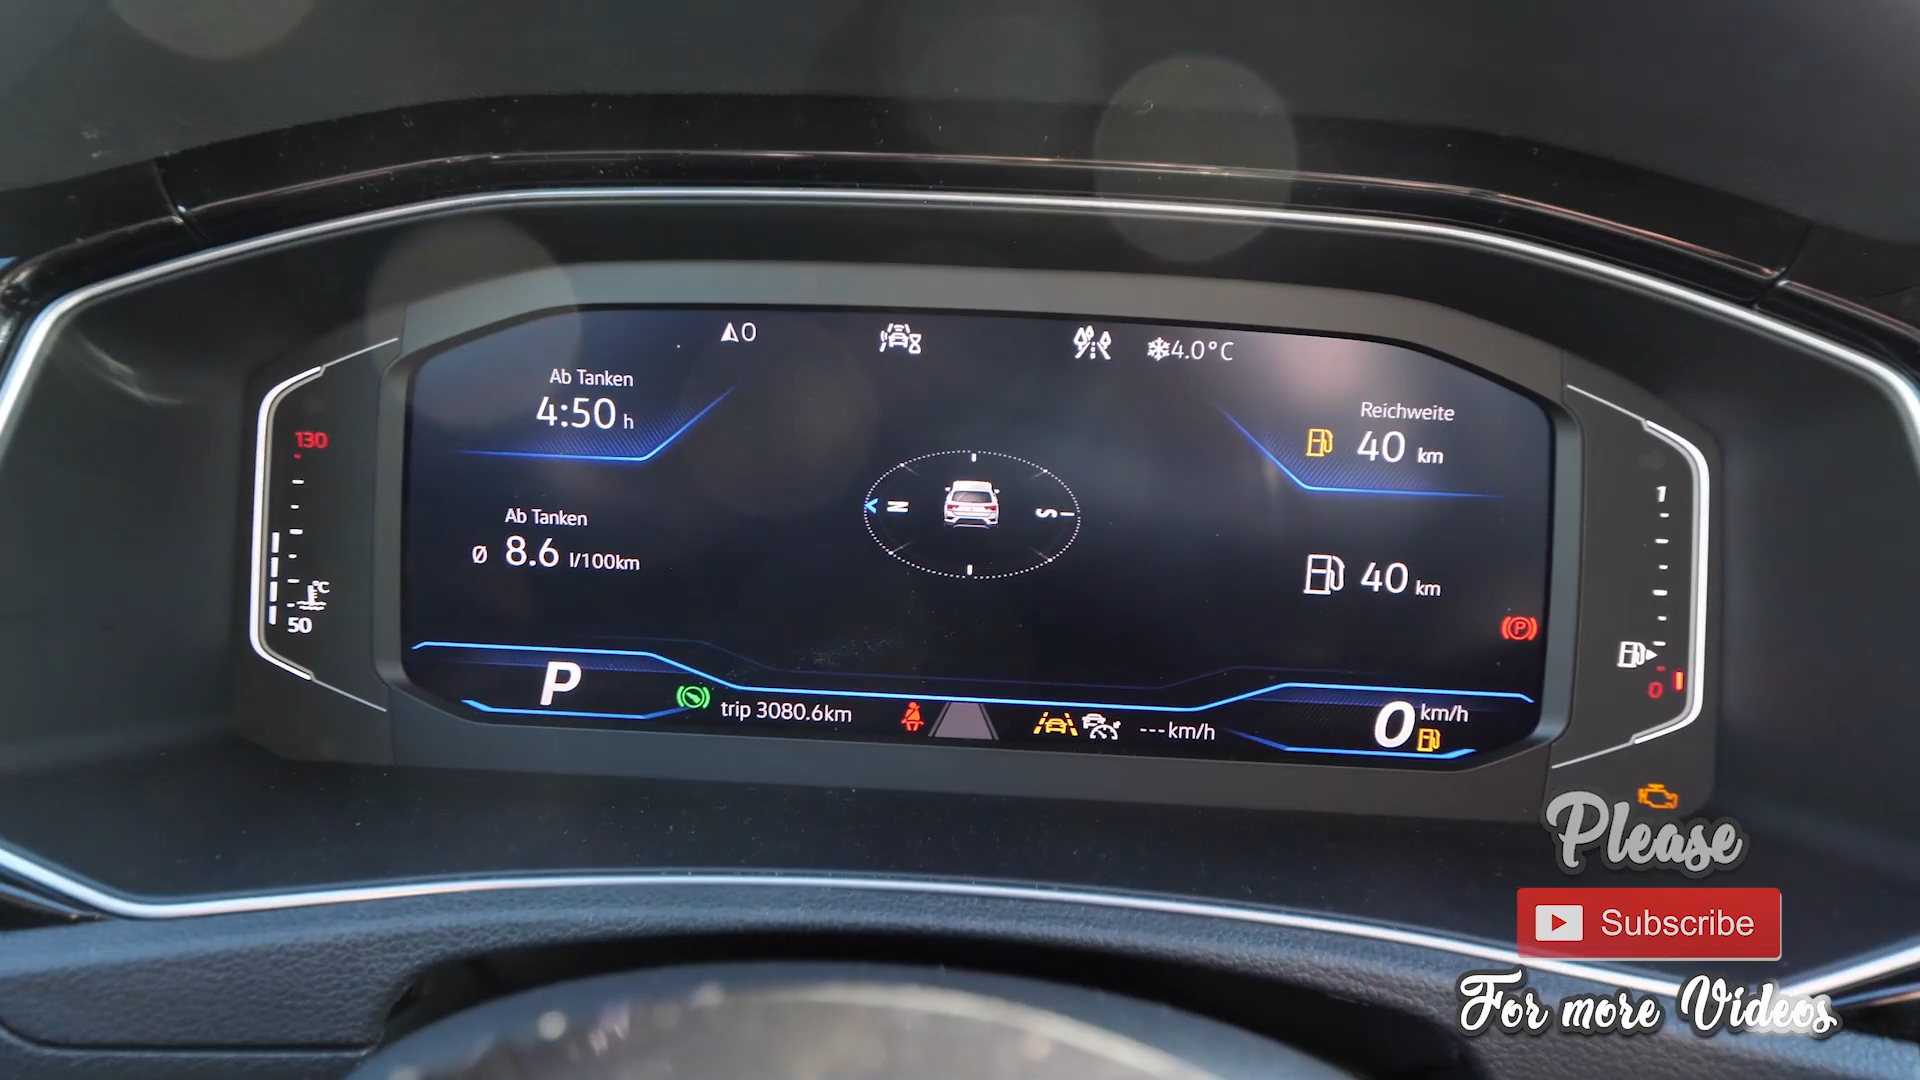 0
4.0°C
Ab Tanken
4:50 h
Reichweite
40 km
130
N
S
1
Ab Tanken
Ø 8.6 l/100km
40 km
°C
50
P
0
P
trip 3080.6km
---km/h
0 km/h
Please
Subscribe
For more Videos